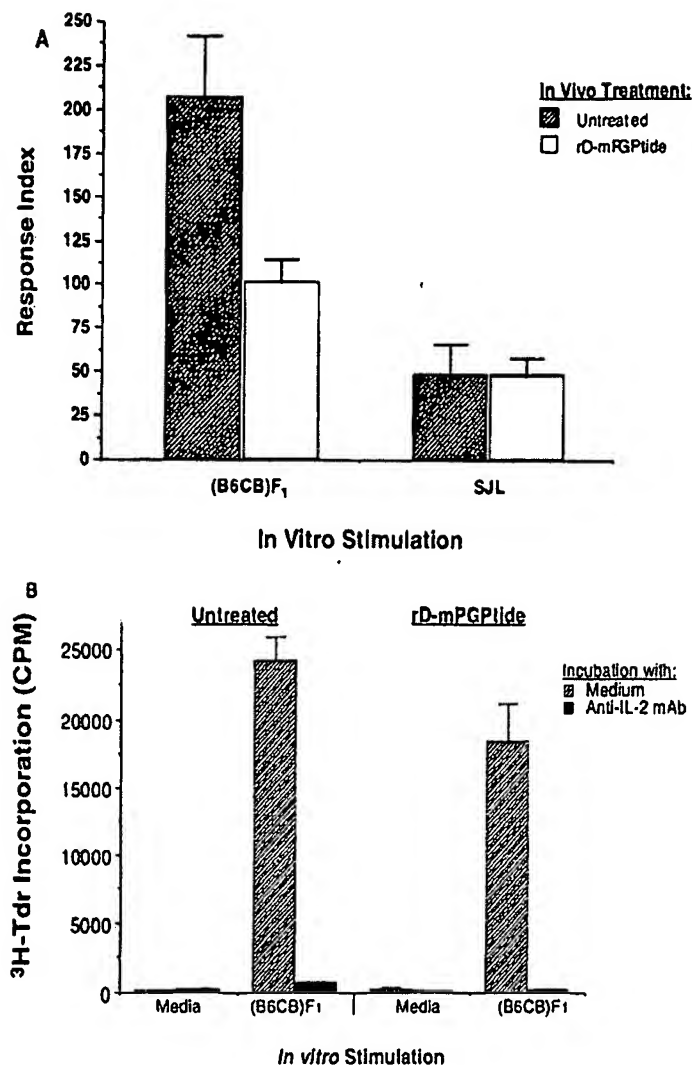 A
250
225
200
175
150
125
100
75
50
25
0
Response Index
In Vivo Treatment:
Untreated
rD-mPGPtide
(B6CB)F1
SJL
In Vitro Stimulation
B
Untreated
rD-mPGPtide
25000
20000
15000
10000
5000
0
³H-Tdr Incorporation (CPM)
Incubation with:
Medium
Anti-IL-2 mAb
Media
(B6CB)F1
Media
(B6CB)F1
In vitro Stimulation